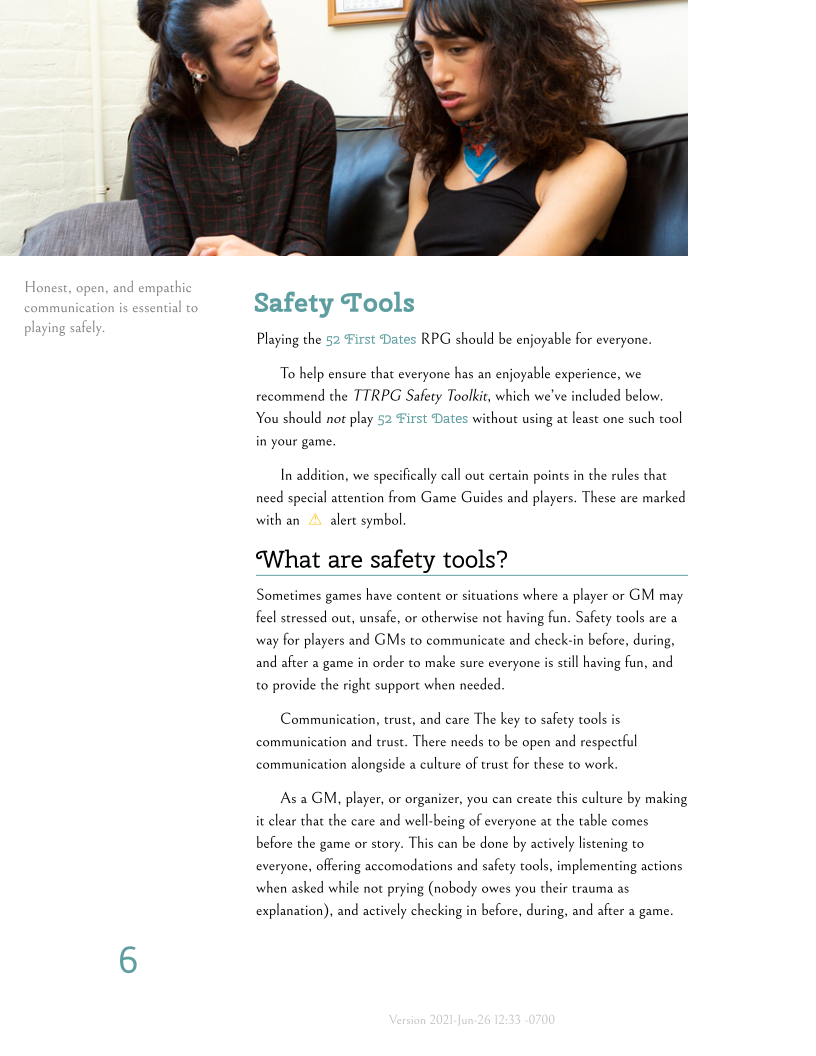 Honest, open, and empathic
communication is essential to
playing safely.
Safety Tools
Playing the 52 First Dates RPG should be enjoyable for everyone.
To help ensure that everyone has an enjoyable experience, we
recommend the TTRPG Safety Toolkit, which we've included below.
You should not play 52 First Dates without using at least one such tool
in your game.
In addition, we specifically call out certain points in the rules that
need special attention from Game Guides and players. These are marked
with an ⚠ alert symbol.
What are safety tools?
Sometimes games have content or situations where a player or GM may
feel stressed out, unsafe, or otherwise not having fun. Safety tools are a
way for players and GMs to communicate and check-in before, during,
and after a game in order to make sure everyone is still having fun, and
to provide the right support when needed.
Communication, trust, and care The key to safety tools is
communication and trust. There needs to be open and respectful
communication alongside a culture of trust for these to work.
As a GM, player, or organizer, you can create this culture by making
it clear that the care and well-being of everyone at the table comes
before the game or story. This can be done by actively listening to
everyone, offering accomodations and safety tools, implementing actions
when asked while not prying (nobody owes you their trauma as
explanation), and actively checking in before, during, and after a game.
6
Version 2021-Jun-26 12:33 -0700